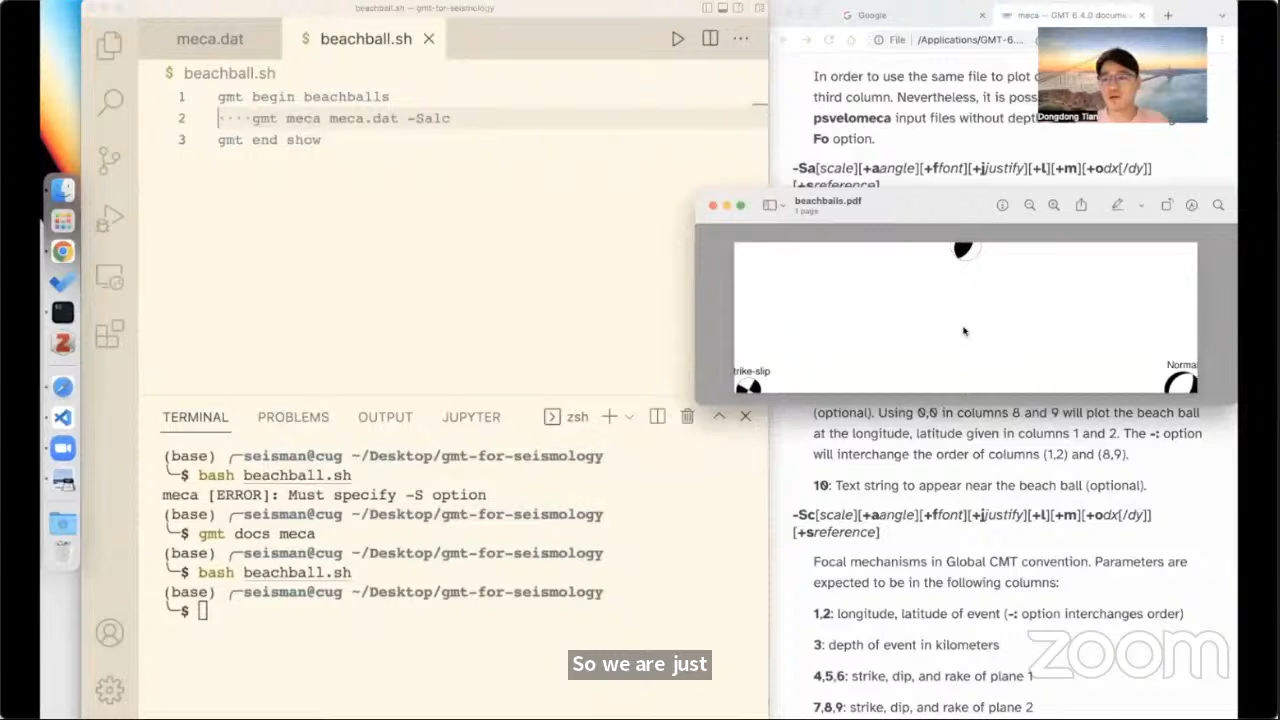 beachball.sh — gmt-for-seismology
meca.dat
$ beachball.sh
$ beachball.sh
1 gmt begin beachballs
2 ····gmt meca meca.dat -Sa1c
3 gmt end show
TERMINAL PROBLEMS OUTPUT JUPYTER zsh
(base) ╭─seisman@cug ~/Desktop/gmt-for-seismology
╰─$ bash beachball.sh
meca [ERROR]: Must specify -S option
(base) ╭─seisman@cug ~/Desktop/gmt-for-seismology
╰─$ gmt docs meca
(base) ╭─seisman@cug ~/Desktop/gmt-for-seismology
╰─$ bash beachball.sh
(base) ╭─seisman@cug ~/Desktop/gmt-for-seismology
╰─$
Google
meca — GMT 6.4.0 docume
File /Applications/GMT-6....
In order to use the same file to plot
third column. Nevertheless, it is poss
psvelomeca input files without dept
Fo option.
Dongdong Tian
-Sa[scale][+aangle][+ffont][+jjustify][+l][+m][+odx[/dy]]
[+sreference]
beachballs.pdf
1 page
trike-slip
Norma
(optional). Using 0,0 in columns 8 and 9 will plot the beach ball
at the longitude, latitude given in columns 1 and 2. The -: option
will interchange the order of columns (1,2) and (8,9).
10: Text string to appear near the beach ball (optional).
-Sc[scale][+aangle][+ffont][+jjustify][+l][+m][+odx[/dy]]
[+sreference]
Focal mechanisms in Global CMT convention. Parameters are
expected to be in the following columns:
1,2: longitude, latitude of event (-: option interchanges order)
3: depth of event in kilometers
4,5,6: strike, dip, and rake of plane 1
7,8,9: strike, dip, and rake of plane 2
zoom
So we are just